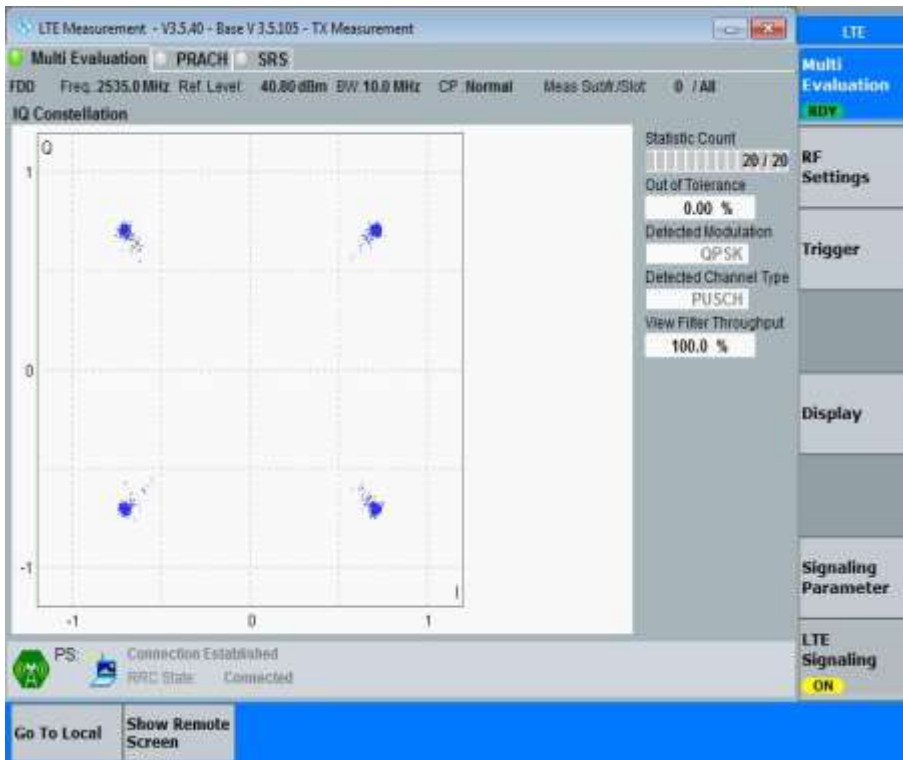 LTE Measurement - V3.5.40 - Base V 3.5.105 - TX Measurement
Multi Evaluation PRACH SRS
FDD Freq.:2535.0 MHz Ref. Level: 40.80 dBm BW:10.0 MHz CP:Normal Meas Subfr./Slot: 0 / All
IQ Constellation
Q
1
0
-1
-1
0
1
I
Statistic Count
20 / 20
Out of Tolerance
0.00 %
Detected Modulation
QPSK
Detected Channel Type
PUSCH
View Filter Throughput
100.0 %
PS:
Connection Established
RRC State: Connected
LTE
Multi
Evaluation
RDY
RF
Settings
Trigger
Display
Signaling
Parameter
LTE
Signaling
ON
Go To Local
Show Remote
Screen